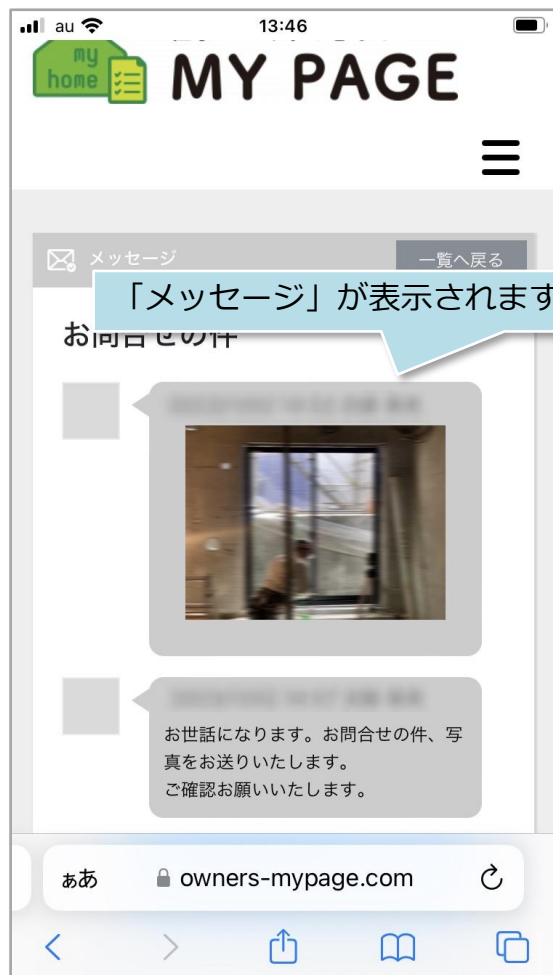 au
13:46
my
home
MY PAGE
メッセージ
一覧へ戻る
「メッセージ」が表示されます
お問合せの件
お世話になります。お問合せの件、写
真をお送りいたします。
ご確認お願いいたします。
ぁあ
owners-mypage.com